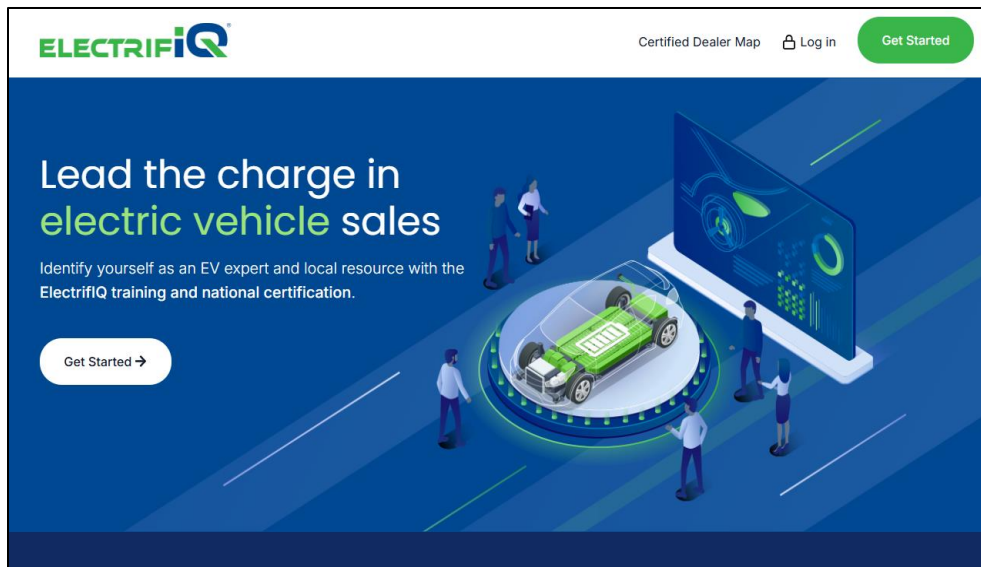 ELECTRIFIQ®
Certified Dealer Map Log in Get Started
Lead the charge in
electric vehicle sales
Identify yourself as an EV expert and local resource with the
ElectrifIQ training and national certification.
Get Started →